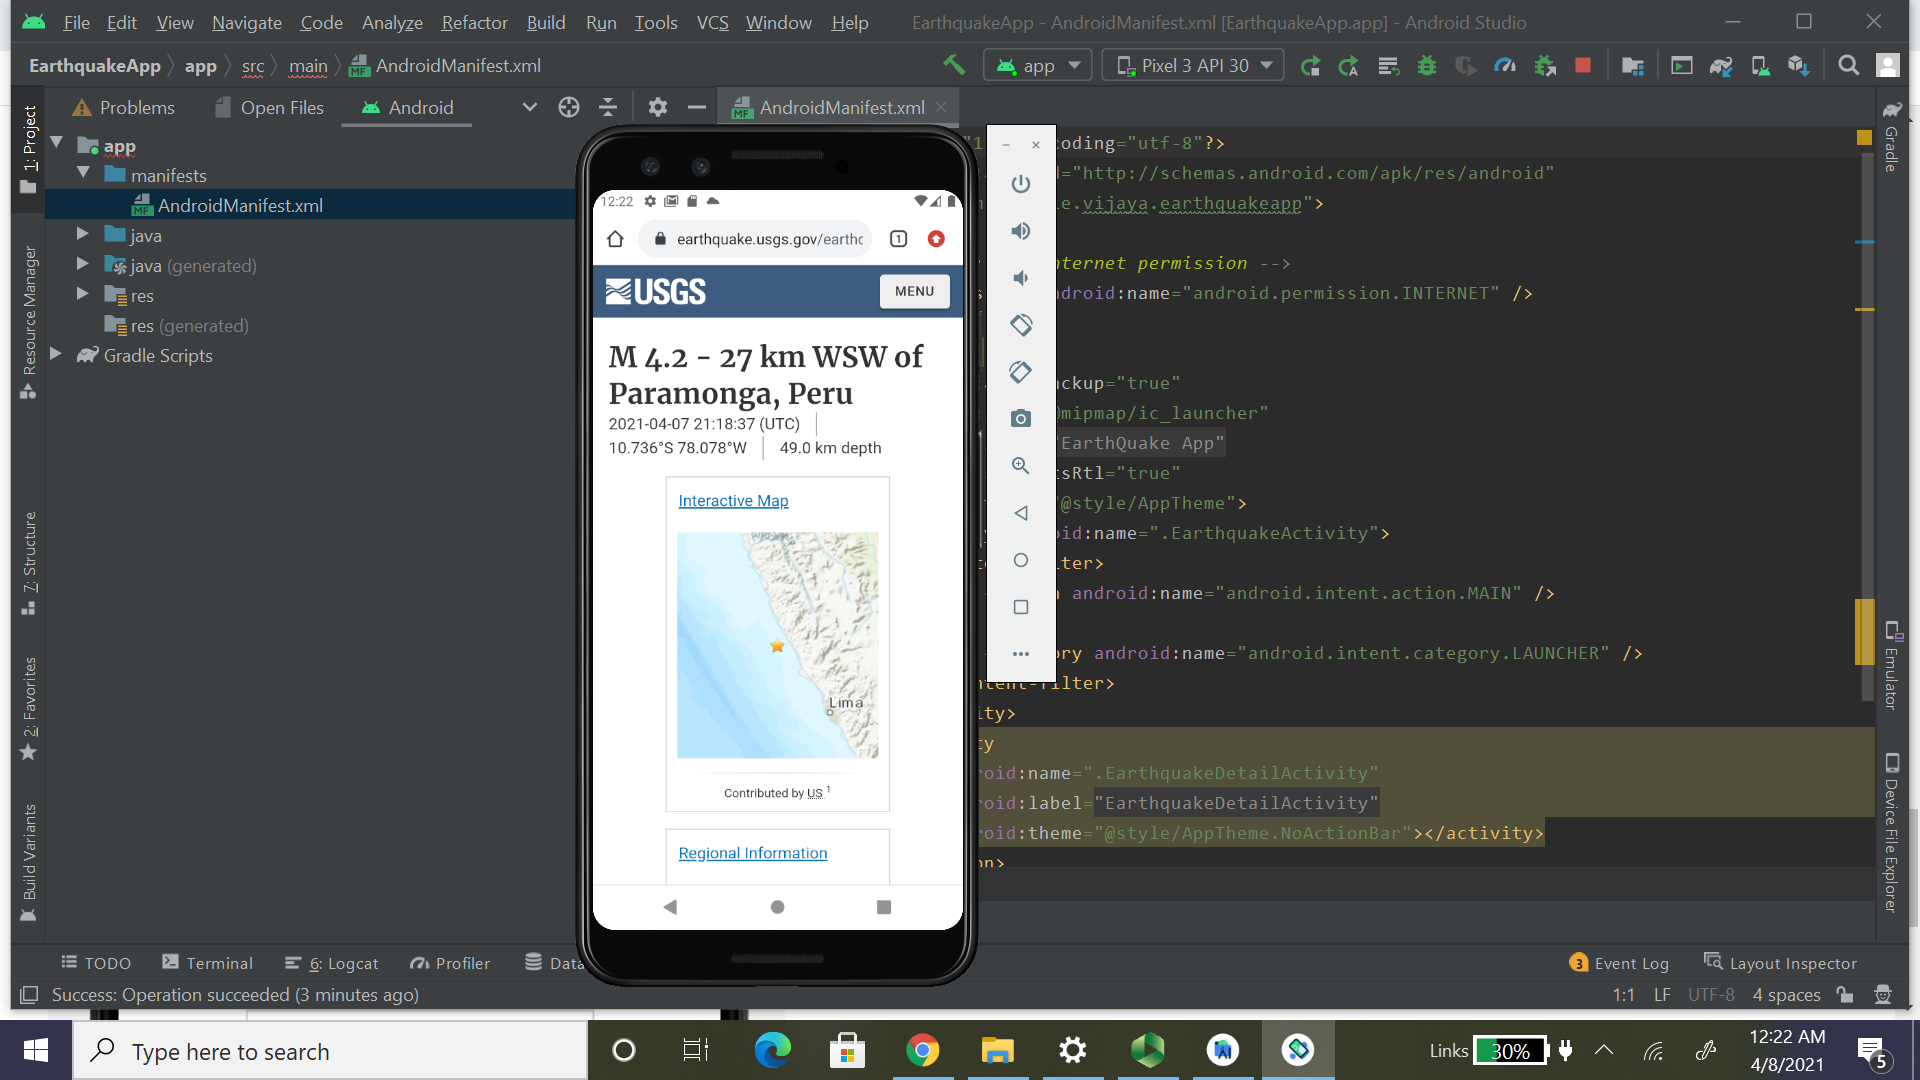 File Edit View Navigate Code Analyze Refactor Build Run Tools VCS Window Help EarthquakeApp - AndroidManifest.xml [EarthquakeApp.app] - Android Studio
EarthquakeApp app src main AndroidManifest.xml app Pixel 3 API 30
Problems Open Files Android AndroidManifest.xml
1: Project
Resource Manager
7: Structure
2: Favorites
Build Variants
app
manifests
AndroidManifest.xml
java
java (generated)
res
res (generated)
Gradle Scripts
12:22
earthquake.usgs.gov/earthc 1
USGS MENU
M 4.2 - 27 km WSW of
Paramonga, Peru
2021-04-07 21:18:37 (UTC)
10.736°S 78.078°W 49.0 km depth
Interactive Map
Lima
Contributed by US 1
Regional Information
"1 coding="utf-8"?>
d="http://schemas.android.com/apk/res/android"
le.vijaya.earthquakeapp">
nternet permission -->
android:name="android.permission.INTERNET" />
ackup="true"
@mipmap/ic_launcher"
"EarthQuake App"
tsRtl="true"
"@style/AppTheme">
oid:name=".EarthquakeActivity">
lter>
n android:name="android.intent.action.MAIN" />
ory android:name="android.intent.category.LAUNCHER" />
ntent-filter>
ity>
ty
roid:name=".EarthquakeDetailActivity"
roid:label="EarthquakeDetailActivity"
roid:theme="@style/AppTheme.NoActionBar"></activity>
on>
Gradle
Emulator
Device File Explorer
TODO Terminal 6: Logcat Profiler Data 3 Event Log Layout Inspector
Success: Operation succeeded (3 minutes ago) 1:1 LF UTF-8 4 spaces
Type here to search Links 30% 12:22 AM
4/8/2021 5